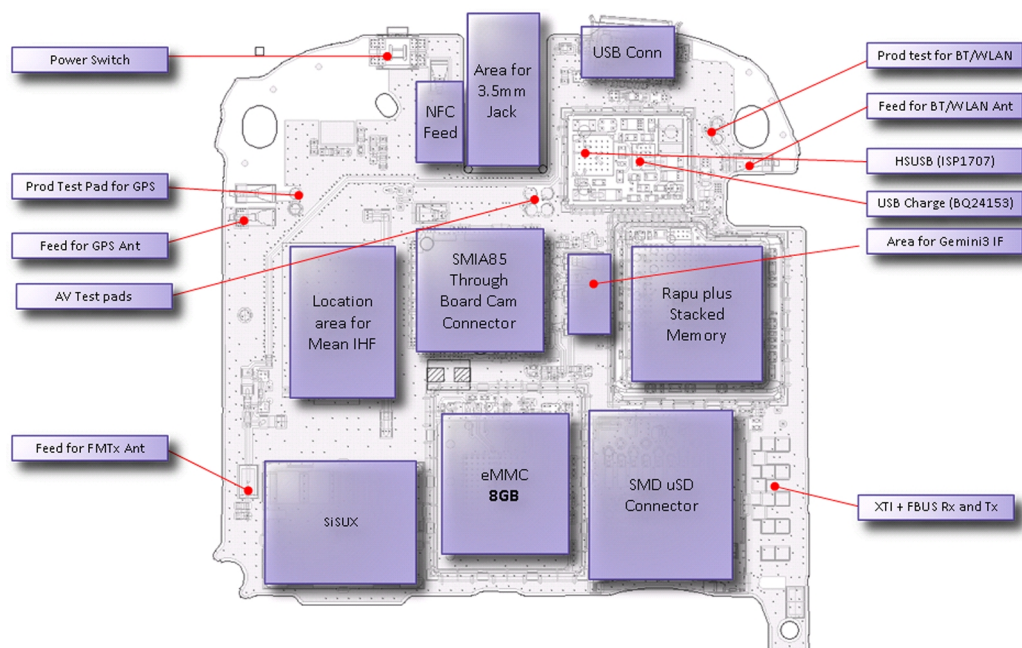 Power Switch
NFC
Feed
Area for
3.5mm
Jack
USB Conn
Prod test for BT/WLAN
Feed for BT/WLAN Ant
HSUSB (ISP1707)
USB Charge (BQ24153)
Area for Gemini3 IF
Prod Test Pad for GPS
Feed for GPS Ant
AV Test pads
Location
area for
Mean IHF
SMIA85
Through
Board Cam
Connector
Rapu plus
Stacked
Memory
Feed for FMTx Ant
SiSUX
eMMC
8GB
SMD uSD
Connector
XTI + FBUS Rx and Tx